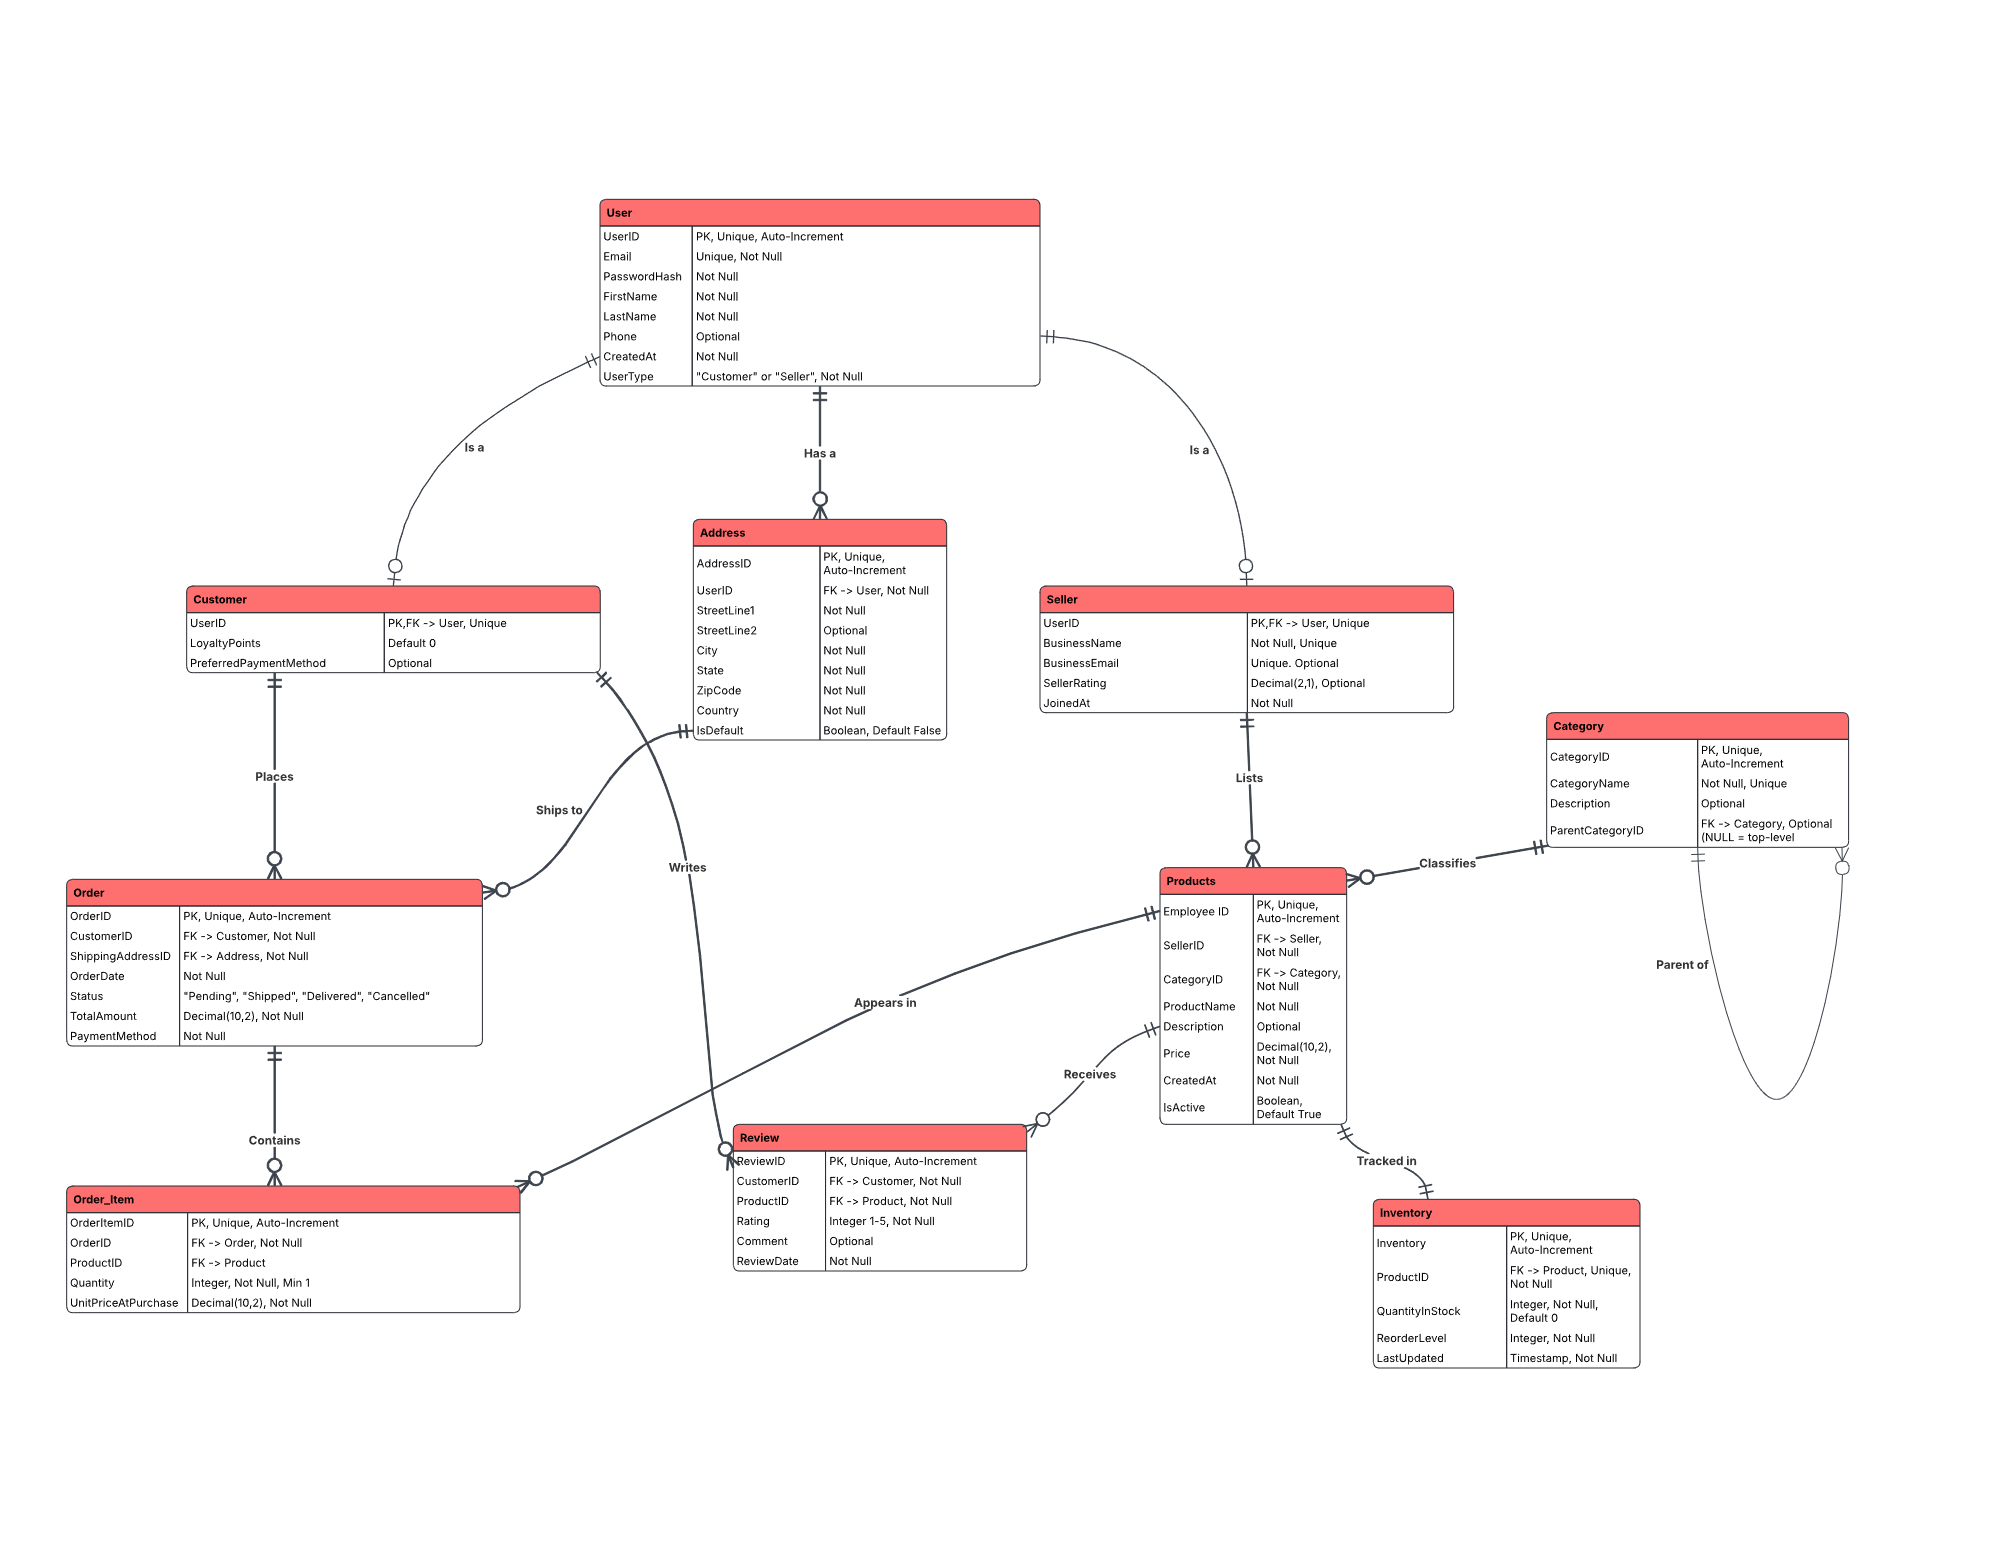 User
UserID PK, Unique, Auto-Increment
Email Unique, Not Null
PasswordHash Not Null
FirstName Not Null
LastName Not Null
Phone Optional
CreatedAt Not Null
UserType "Customer" or "Seller", Not Null
Is a
Has a
Is a
Address
AddressID PK, Unique,
Auto-Increment
UserID FK -> User, Not Null
StreetLine1 Not Null
StreetLine2 Optional
City Not Null
State Not Null
ZipCode Not Null
Country Not Null
IsDefault Boolean, Default False
Customer
UserID PK,FK -> User, Unique
LoyaltyPoints Default 0
PreferredPaymentMethod Optional
Seller
UserID PK,FK -> User, Unique
BusinessName Not Null, Unique
BusinessEmail Unique. Optional
SellerRating Decimal(2,1), Optional
JoinedAt Not Null
Category
CategoryID PK, Unique,
Auto-Increment
CategoryName Not Null, Unique
Description Optional
ParentCategoryID FK -> Category, Optional
(NULL = top-level
Places
Ships to
Writes
Lists
Classifies
Parent of
Order
OrderID PK, Unique, Auto-Increment
CustomerID FK -> Customer, Not Null
ShippingAddressID FK -> Address, Not Null
OrderDate Not Null
Status "Pending", "Shipped", "Delivered", "Cancelled"
TotalAmount Decimal(10,2), Not Null
PaymentMethod Not Null
Products
Employee ID PK, Unique,
Auto-Increment
SellerID FK -> Seller,
Not Null
CategoryID FK -> Category,
Not Null
ProductName Not Null
Description Optional
Price Decimal(10,2),
Not Null
CreatedAt Not Null
IsActive Boolean,
Default True
Appears in
Receives
Contains
Tracked in
Order_Item
OrderItemID PK, Unique, Auto-Increment
OrderID FK -> Order, Not Null
ProductID FK -> Product
Quantity Integer, Not Null, Min 1
UnitPriceAtPurchase Decimal(10,2), Not Null
Review
ReviewID PK, Unique, Auto-Increment
CustomerID FK -> Customer, Not Null
ProductID FK -> Product, Not Null
Rating Integer 1-5, Not Null
Comment Optional
ReviewDate Not Null
Inventory
Inventory PK, Unique,
Auto-Increment
ProductID FK -> Product, Unique,
Not Null
QuantityInStock Integer, Not Null,
Default 0
ReorderLevel Integer, Not Null
LastUpdated Timestamp, Not Null